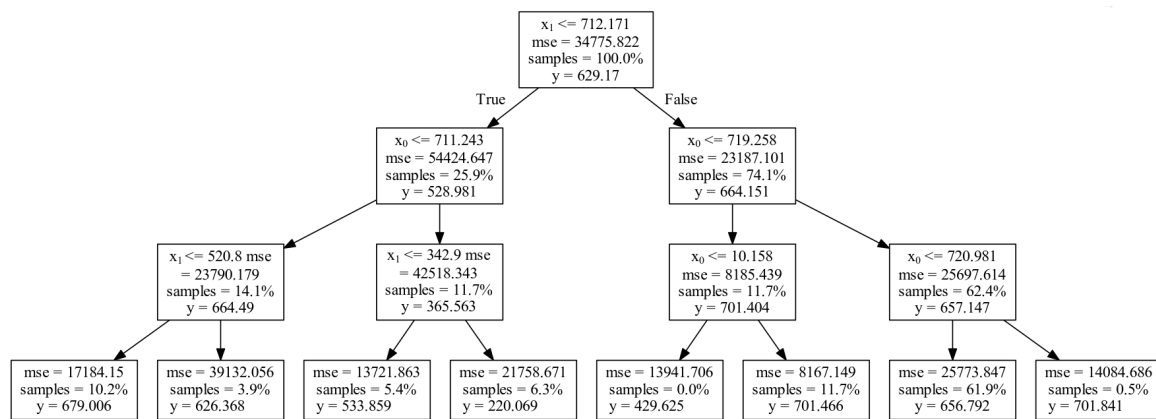 x₁ <= 712.171
mse = 34775.822
samples = 100.0%
y = 629.17
True
False
x₀ <= 711.243
mse = 54424.647
samples = 25.9%
y = 528.981
x₀ <= 719.258
mse = 23187.101
samples = 74.1%
y = 664.151
x₁ <= 520.8 mse
= 23790.179
samples = 14.1%
y = 664.49
x₁ <= 342.9 mse
= 42518.343
samples = 11.7%
y = 365.563
x₀ <= 10.158
mse = 8185.439
samples = 11.7%
y = 701.404
x₀ <= 720.981
mse = 25697.614
samples = 62.4%
y = 657.147
mse = 17184.15
samples = 10.2%
y = 679.006
mse = 39132.056
samples = 3.9%
y = 626.368
mse = 13721.863
samples = 5.4%
y = 533.859
mse = 21758.671
samples = 6.3%
y = 220.069
mse = 13941.706
samples = 0.0%
y = 429.625
mse = 8167.149
samples = 11.7%
y = 701.466
mse = 25773.847
samples = 61.9%
y = 656.792
mse = 14084.686
samples = 0.5%
y = 701.841